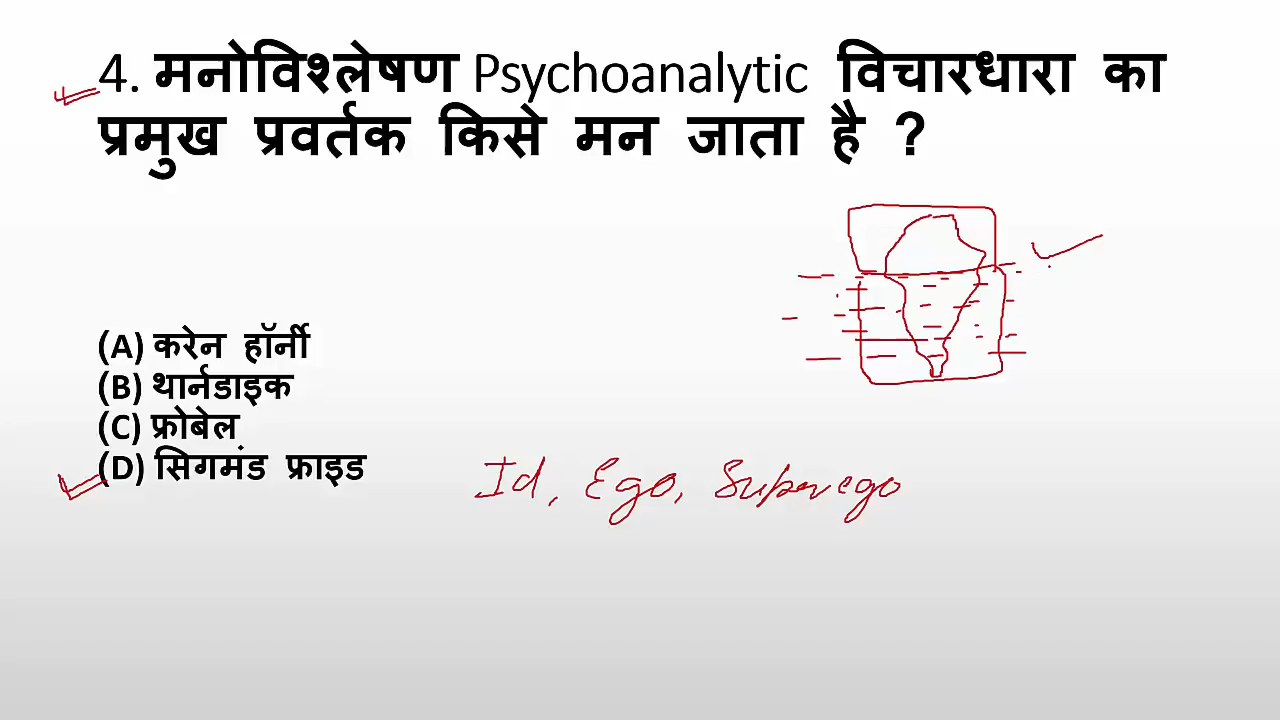 4. मनोविश्लेषण Psychoanalytic विचारधारा का
प्रमुख प्रवर्तक किसे मन जाता है ?
(A) करेन हॉर्नी
(B) थार्नडाइक
(C) फ्रोबेल
(D) सिगमंड फ्राइड
Id, Ego, Superego